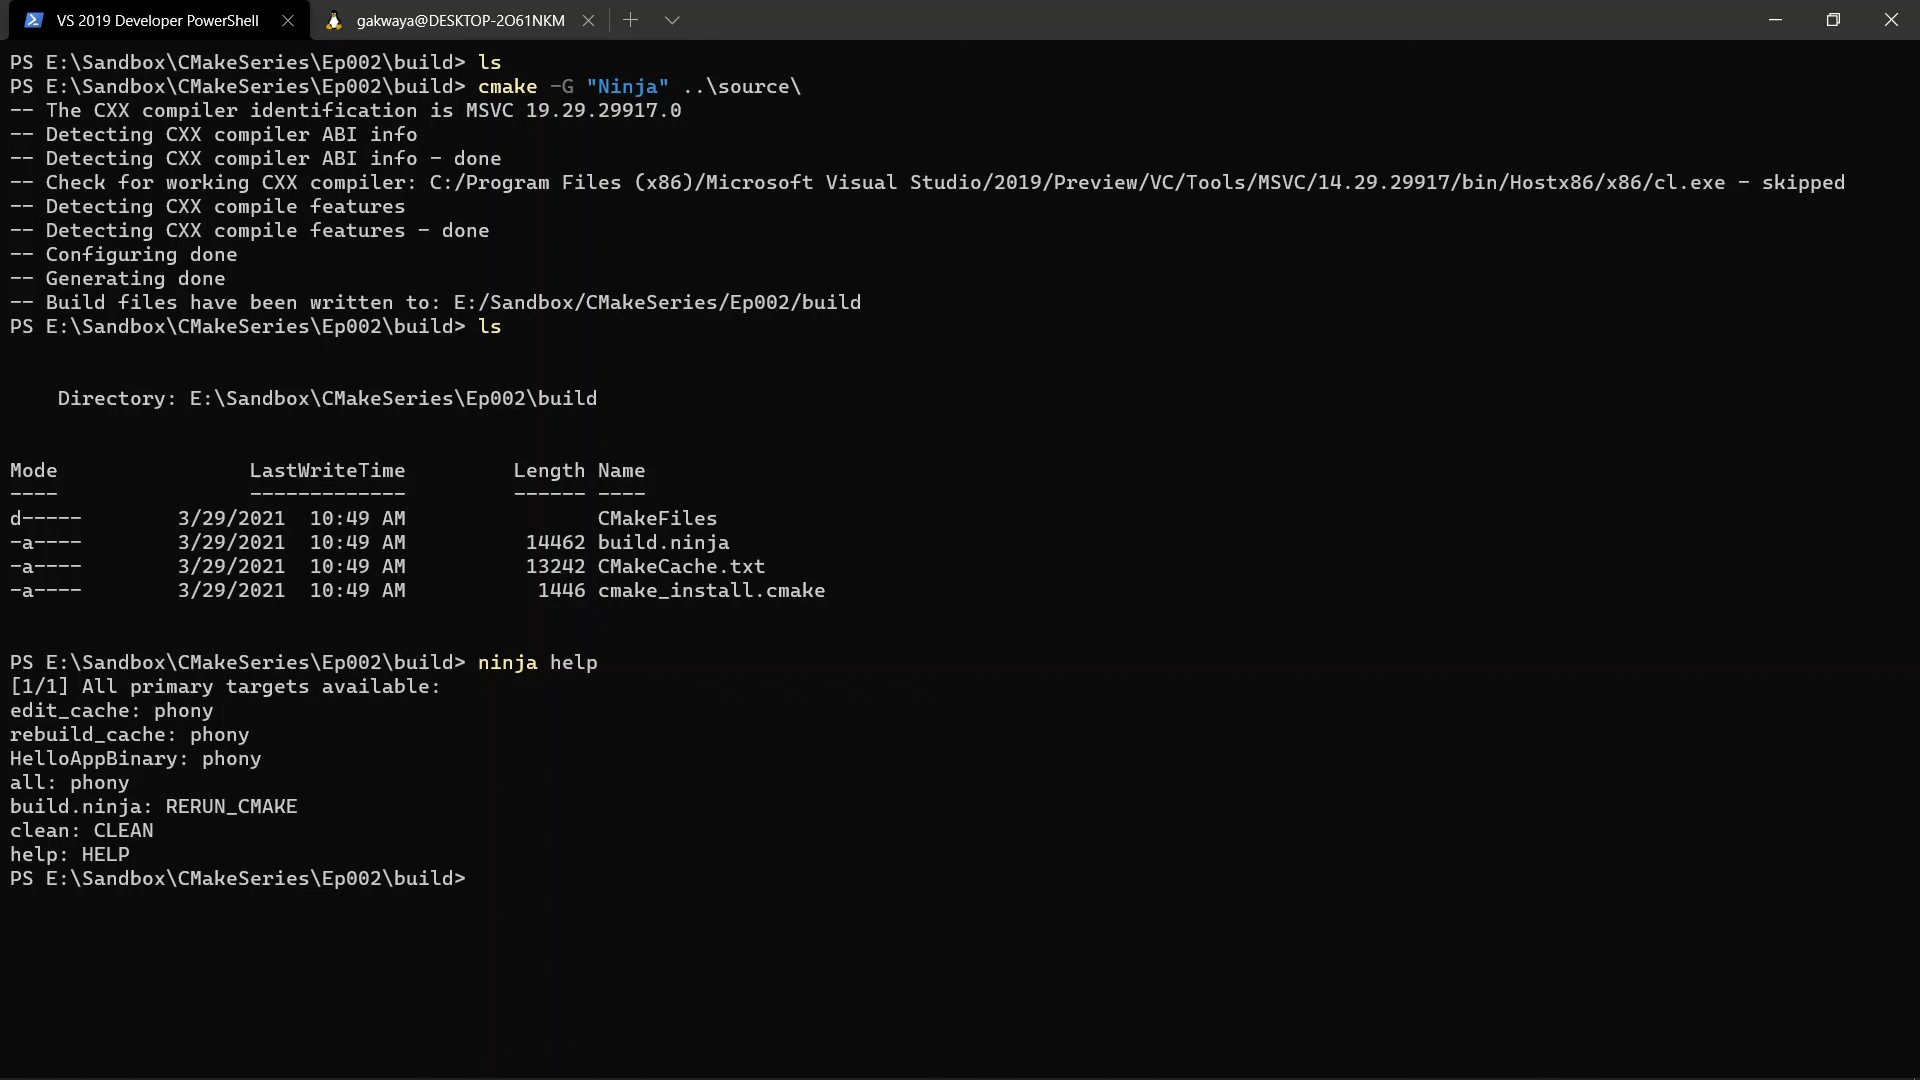 VS 2019 Developer PowerShell
gakwaya@DESKTOP-2O61NKM
PS E:\Sandbox\CMakeSeries\Ep002\build> ls
PS E:\Sandbox\CMakeSeries\Ep002\build> cmake -G "Ninja" ..\source\
-- The CXX compiler identification is MSVC 19.29.29917.0
-- Detecting CXX compiler ABI info
-- Detecting CXX compiler ABI info - done
-- Check for working CXX compiler: C:/Program Files (x86)/Microsoft Visual Studio/2019/Preview/VC/Tools/MSVC/14.29.29917/bin/Hostx86/x86/cl.exe - skipped
-- Detecting CXX compile features
-- Detecting CXX compile features - done
-- Configuring done
-- Generating done
-- Build files have been written to: E:/Sandbox/CMakeSeries/Ep002/build
PS E:\Sandbox\CMakeSeries\Ep002\build> ls
Directory: E:\Sandbox\CMakeSeries\Ep002\build
Mode                LastWriteTime         Length Name
----                -------------         ------ ----
d-----        3/29/2021  10:49 AM                CMakeFiles
-a----        3/29/2021  10:49 AM          14462 build.ninja
-a----        3/29/2021  10:49 AM          13242 CMakeCache.txt
-a----        3/29/2021  10:49 AM           1446 cmake_install.cmake
PS E:\Sandbox\CMakeSeries\Ep002\build> ninja help
[1/1] All primary targets available:
edit_cache: phony
rebuild_cache: phony
HelloAppBinary: phony
all: phony
build.ninja: RERUN_CMAKE
clean: CLEAN
help: HELP
PS E:\Sandbox\CMakeSeries\Ep002\build>